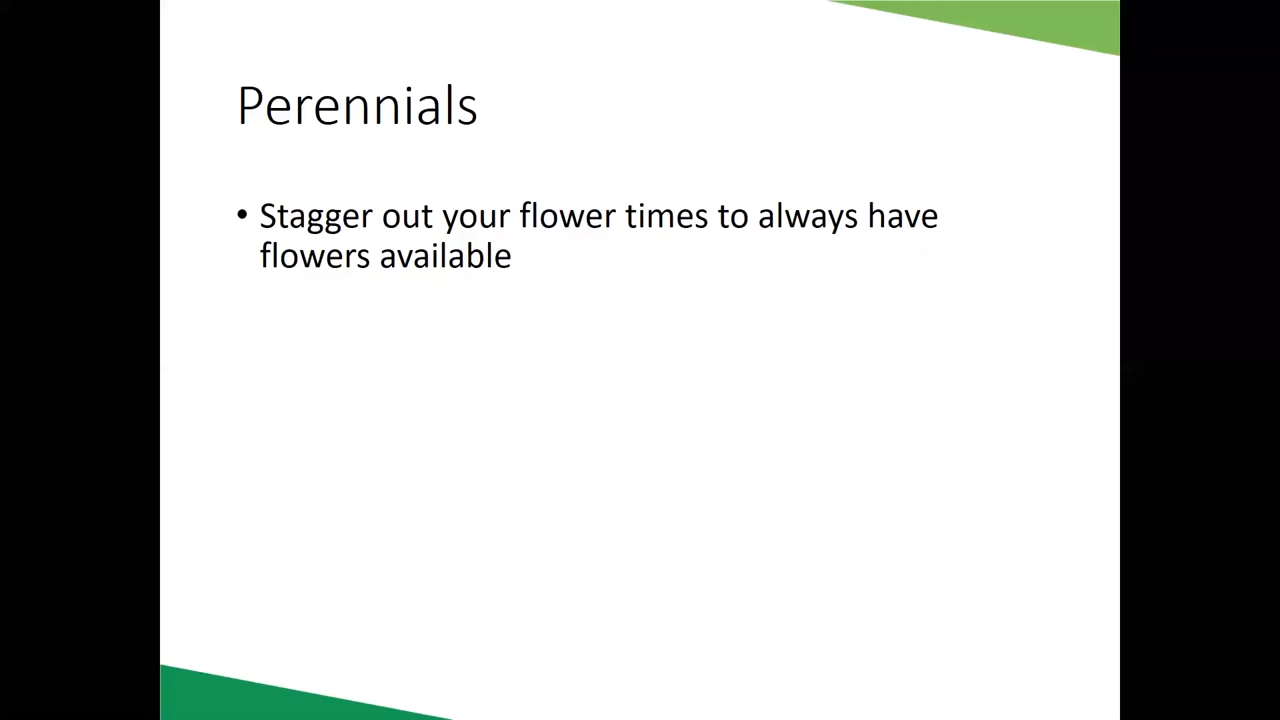 Perennials
• Stagger out your flower times to always have
flowers available